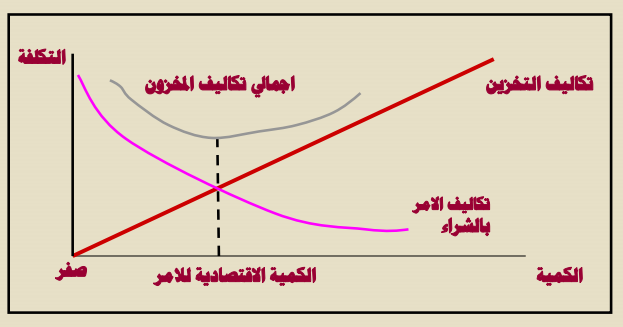 التكلفة
اجمالي تكاليف المخزون
تكاليف التخزين
تكاليف الامر
بالشراء
صفر
الكمية الاقتصادية للامر
الكمية